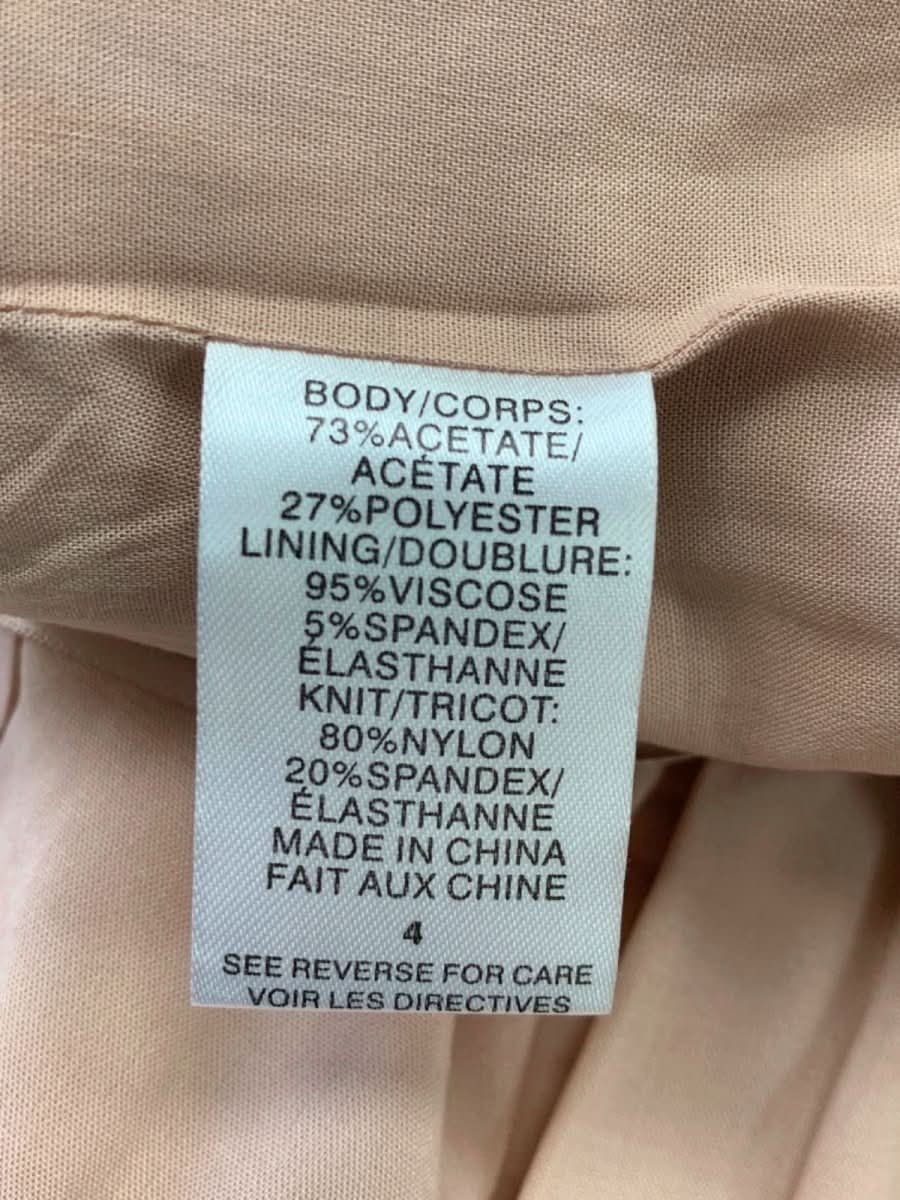 BODY/CORPS:
73%ACETATE/
ACÉTATE
27%POLYESTER
LINING/DOUBLURE:
95%VISCOSE
5%SPANDEX/
ÉLASTHANNE
KNIT/TRICOT:
80%NYLON
20%SPANDEX/
ÉLASTHANNE
MADE IN CHINA
FAIT AUX CHINE
4
SEE REVERSE FOR CARE
VOIR LES DIRECTIVES